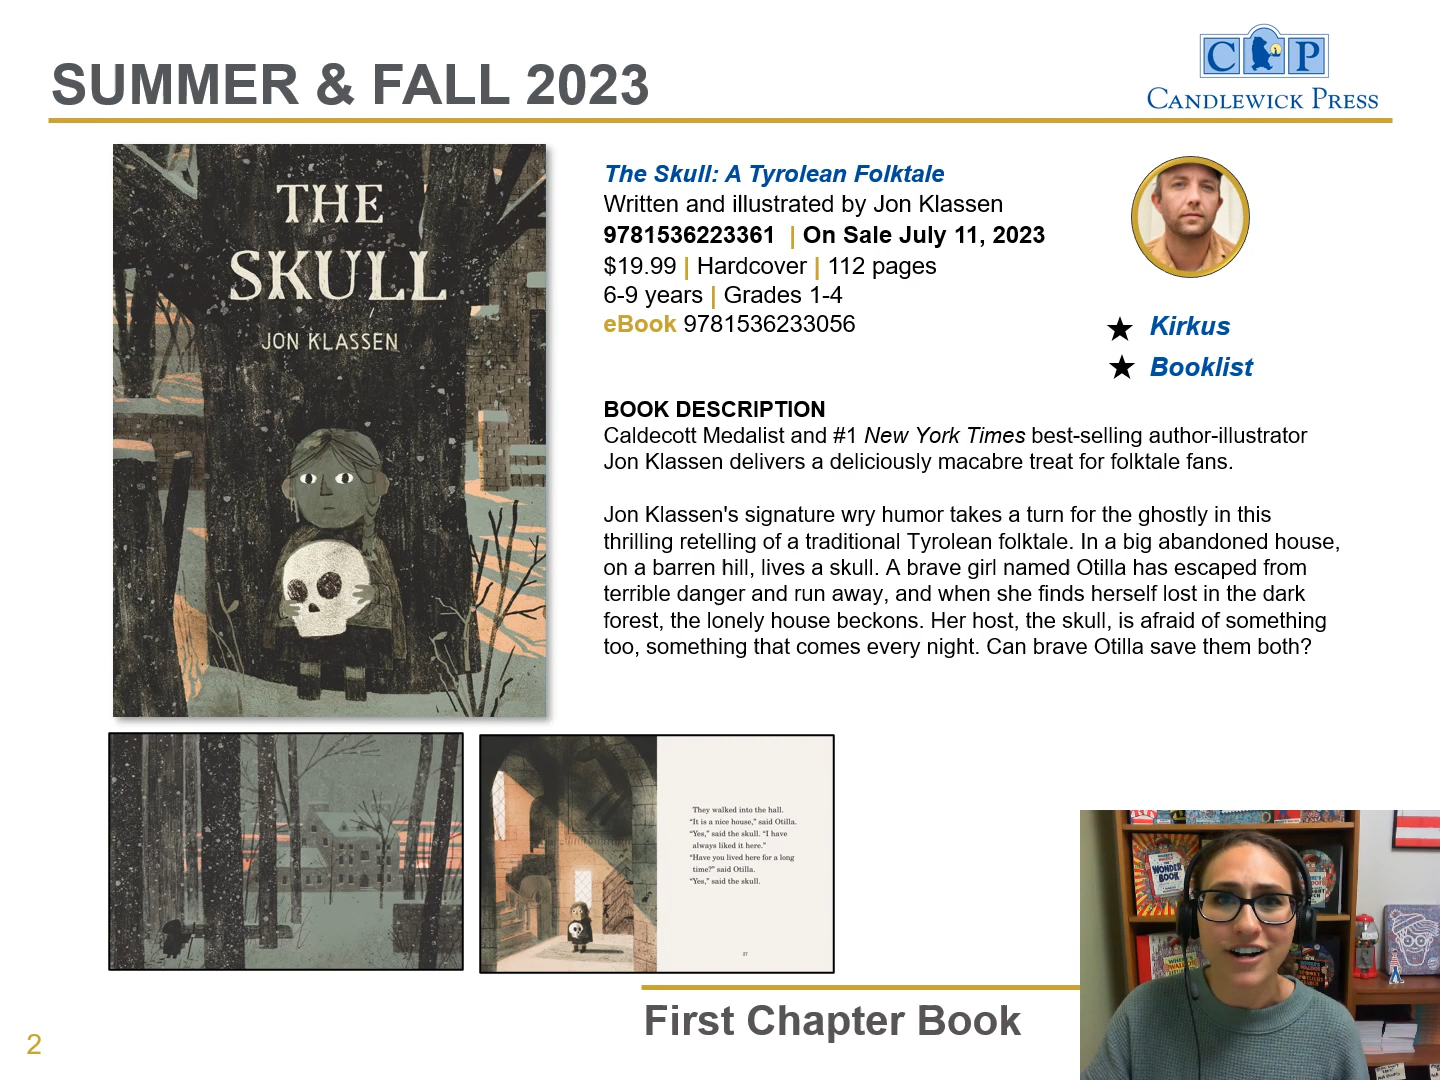 SUMMER & FALL 2023
C P
CANDLEWICK PRESS
THE
SKULL
JON KLASSEN
The Skull: A Tyrolean Folktale
Written and illustrated by Jon Klassen
9781536223361 | On Sale July 11, 2023
$19.99 | Hardcover | 112 pages
6-9 years | Grades 1-4
eBook 9781536233056
★ Kirkus
★ Booklist
BOOK DESCRIPTION
Caldecott Medalist and #1 New York Times best-selling author-illustrator
Jon Klassen delivers a deliciously macabre treat for folktale fans.
Jon Klassen's signature wry humor takes a turn for the ghostly in this
thrilling retelling of a traditional Tyrolean folktale. In a big abandoned house,
on a barren hill, lives a skull. A brave girl named Otilla has escaped from
terrible danger and run away, and when she finds herself lost in the dark
forest, the lonely house beckons. Her host, the skull, is afraid of something
too, something that comes every night. Can brave Otilla save them both?
They walked into the hall.
“It is a nice house,” said Otilla.
“Yes,” said the skull. “I have
always liked it here.”
“Have you lived here for a long
time?” said Otilla.
“Yes,” said the skull.
37
First Chapter Book
2
WONDER
BOOK